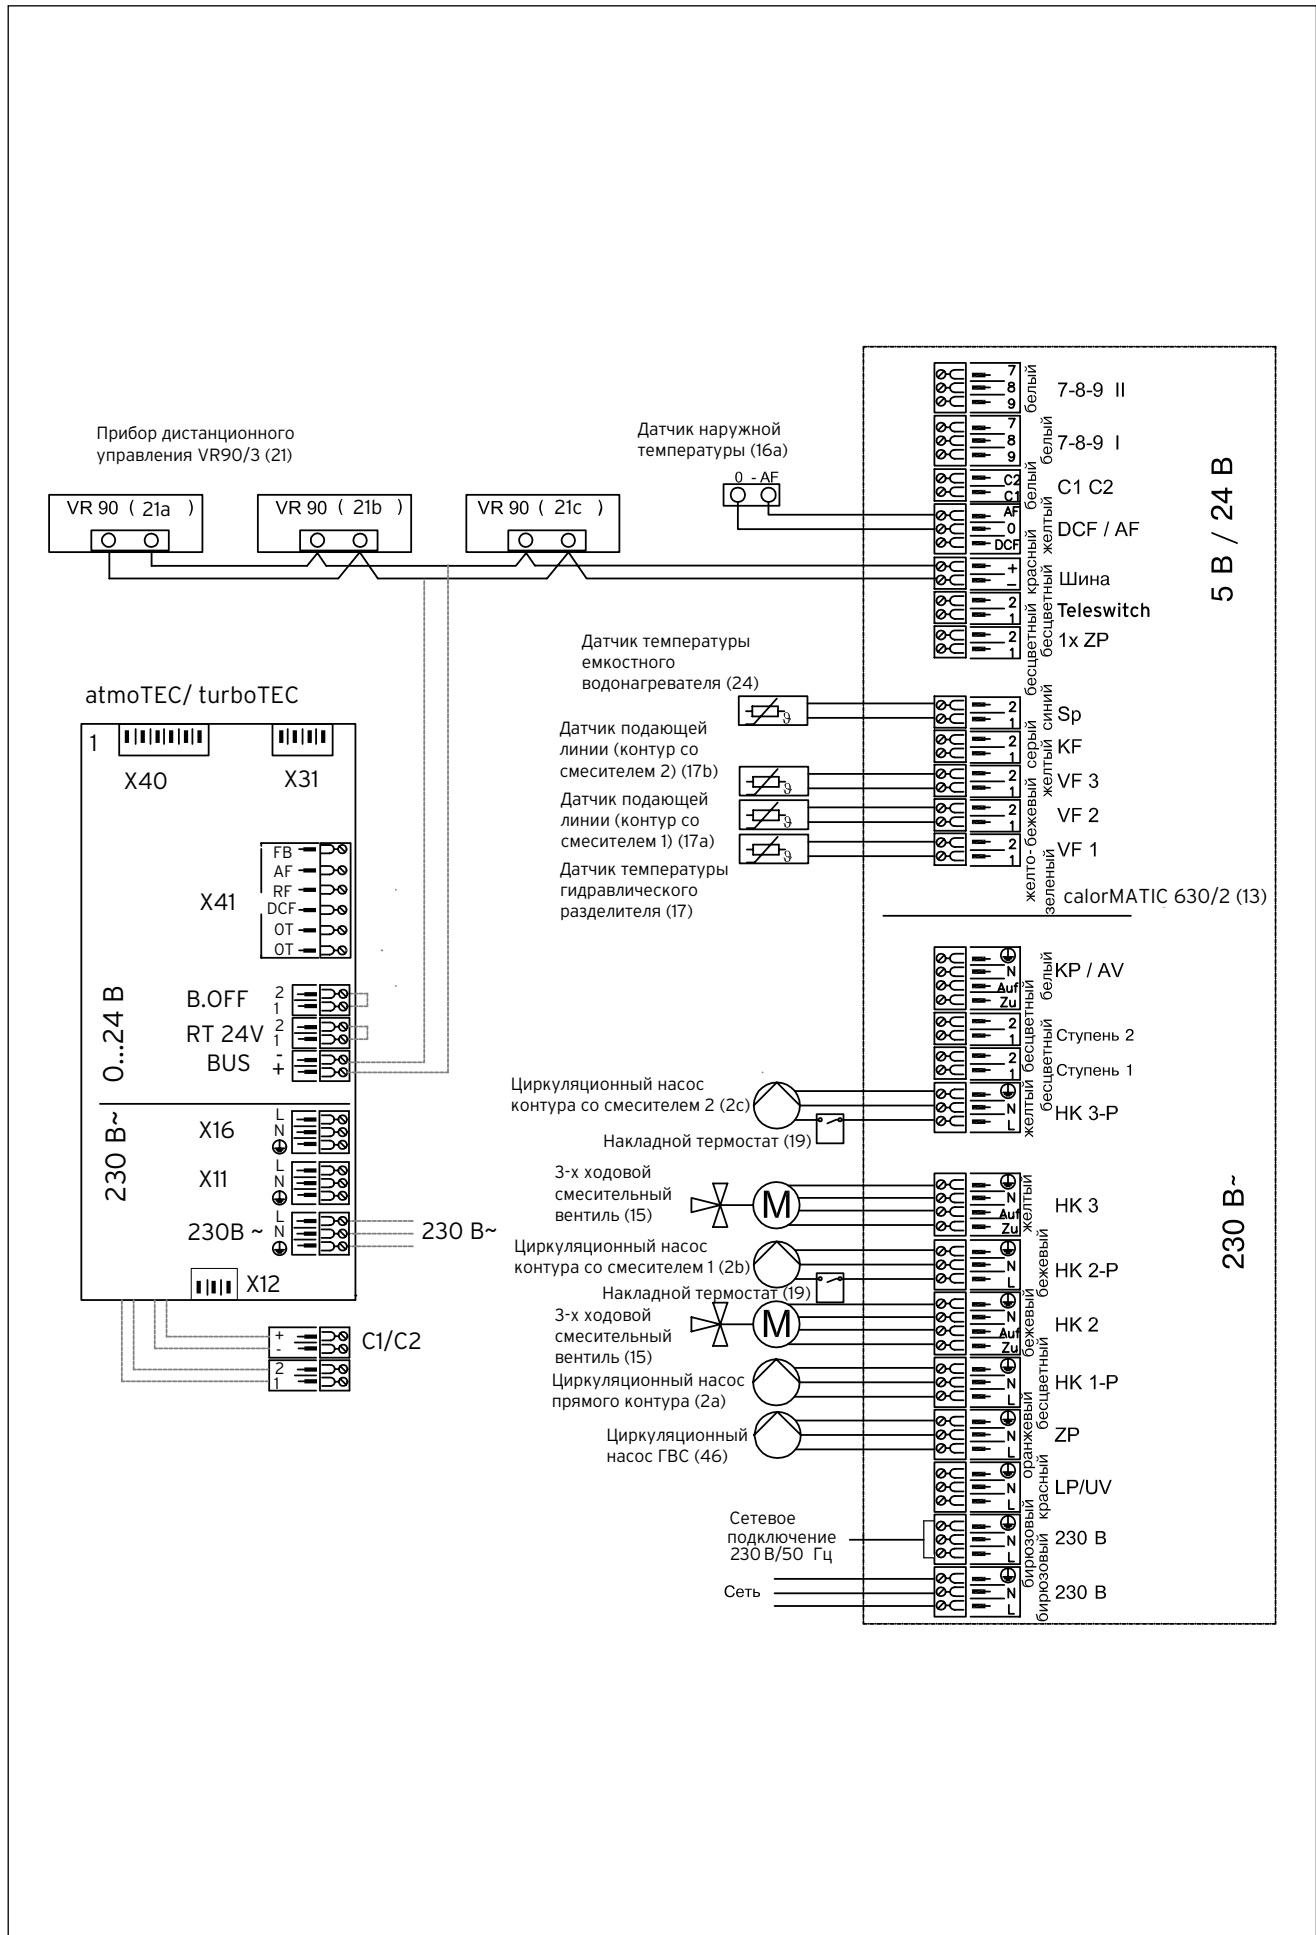 Прибор дистанционного
управления VR90/3 (21)
VR 90 ( 21a )
VR 90 ( 21b )
VR 90 ( 21c )
Датчик наружной
температуры (16a)
0 - AF
7
8
9
белый
7-8-9 II
7
8
9
белый
7-8-9 I
C2
C1
белый
C1 C2
AF
0
DCF
желтый
DCF / AF
+
-
красный
Шина
2
1
бесцветный
Teleswitch
2
1
бесцветный
1x ZP
5 В / 24 В
Датчик температуры
емкостного
водонагревателя (24)
ϑ
2
1
синий
Sp
2
1
серый
KF
Датчик подающей
линии (контур со
смесителем 2) (17b)
ϑ
2
1
желтый
VF 3
Датчик подающей
линии (контур со
смесителем 1) (17a)
ϑ
2
1
бежевый
VF 2
Датчик температуры
гидравлического
разделителя (17)
ϑ
2
1
желто-
зеленый
VF 1
calorMATIC 630/2 (13)
atmoTEC/ turboTEC
1
X40
X31
X41
FB
AF
RF
DCF
OT
OT
0...24 В
B.OFF
2
1
RT 24V
2
1
BUS
-
+
230 В~
X16
L
N
X11
L
N
230В ~
L
N
230 В~
X12
+
-
C1/C2
2
1
N
Auf
Zu
белый
KP / AV
2
1
бесцветный
Ступень 2
2
1
бесцветный
Ступень 1
Циркуляционный насос
контура со смесителем 2 (2c)
Накладной термостат (19)
N
L
желтый
HK 3-P
3-х ходовой
смесительный
вентиль (15)
M
N
Auf
Zu
желтый
HK 3
230 В~
Циркуляционный насос
контура со смесителем 1 (2b)
Накладной термостат (19)
N
L
бежевый
HK 2-P
3-х ходовой
смесительный
вентиль (15)
M
N
Auf
Zu
бежевый
HK 2
Циркуляционный насос
прямого контура (2a)
N
L
бесцветный
HK 1-P
Циркуляционный
насос ГВС (46)
N
L
оранжевый
ZP
N
L
красный
LP/UV
Сетевое
подключение
230 В/50 Гц
N
L
бирюзовый
230 В
Сеть
N
L
бирюзовый
230 В